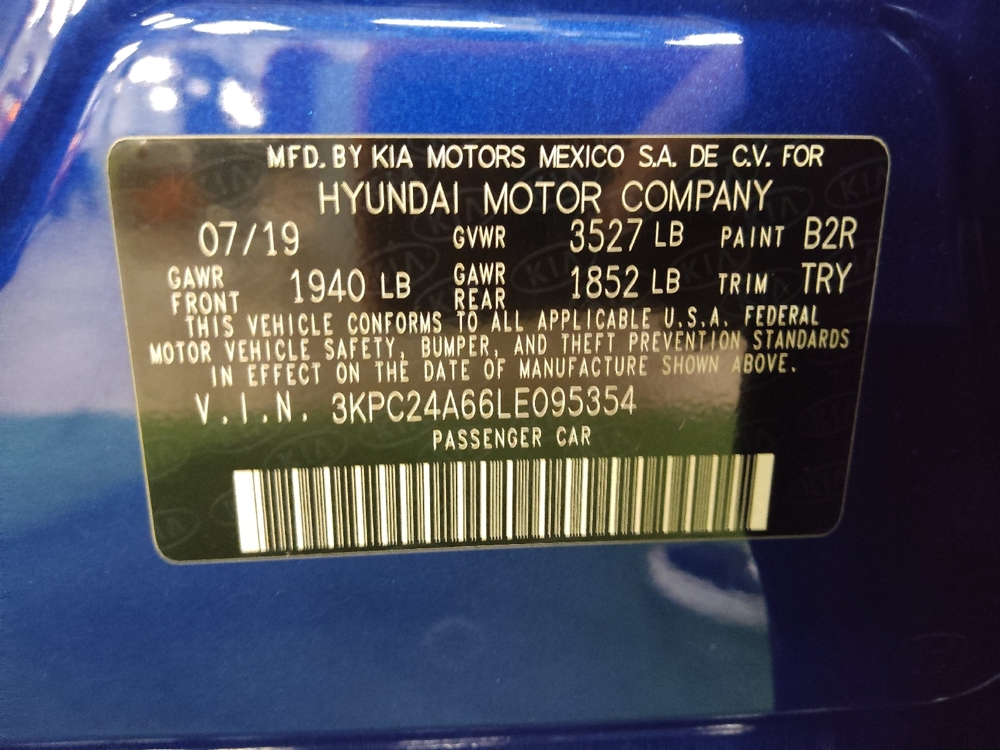 MFD. BY KIA MOTORS MEXICO S.A. DE C.V. FOR
HYUNDAI MOTOR COMPANY
07/19 GVWR 3527 LB PAINT B2R
GAWR FRONT 1940 LB GAWR REAR 1852 LB TRIM TRY
THIS VEHICLE CONFORMS TO ALL APPLICABLE U.S.A. FEDERAL
MOTOR VEHICLE SAFETY, BUMPER, AND THEFT PREVENTION STANDARDS
IN EFFECT ON THE DATE OF MANUFACTURE SHOWN ABOVE.
V.I.N. 3KPC24A66LE095354
PASSENGER CAR